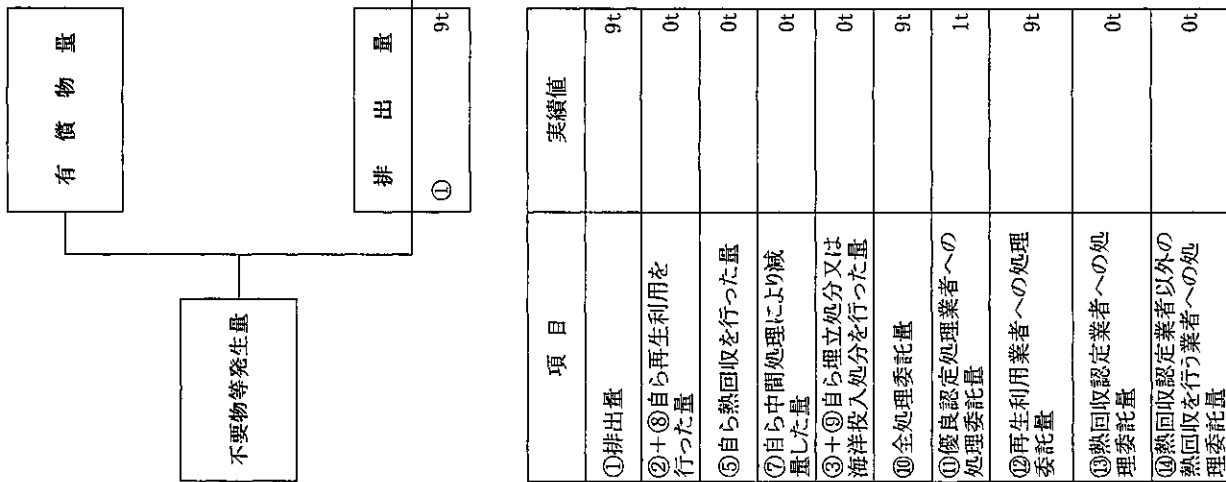 有償物量
不要物等発生量
排出量
① 9t
項目 実績値
①排出量 9t
②+⑧自ら再生利用を
行った量 0t
⑤自ら熱回収を行った量 0t
⑦自ら中間処理により減
量した量 0t
③+⑨自ら埋立処分又は
海洋投入処分を行った量 0t
⑩全処理委託量 9t
⑪優良認定処理業者への
処理委託量 1t
⑫再生利用業者への処理
委託量 9t
⑬熱回収認定業者への処
理委託量 0t
⑭熱回収認定業者以外の
熱回収を行う業者への処
理委託量 0t